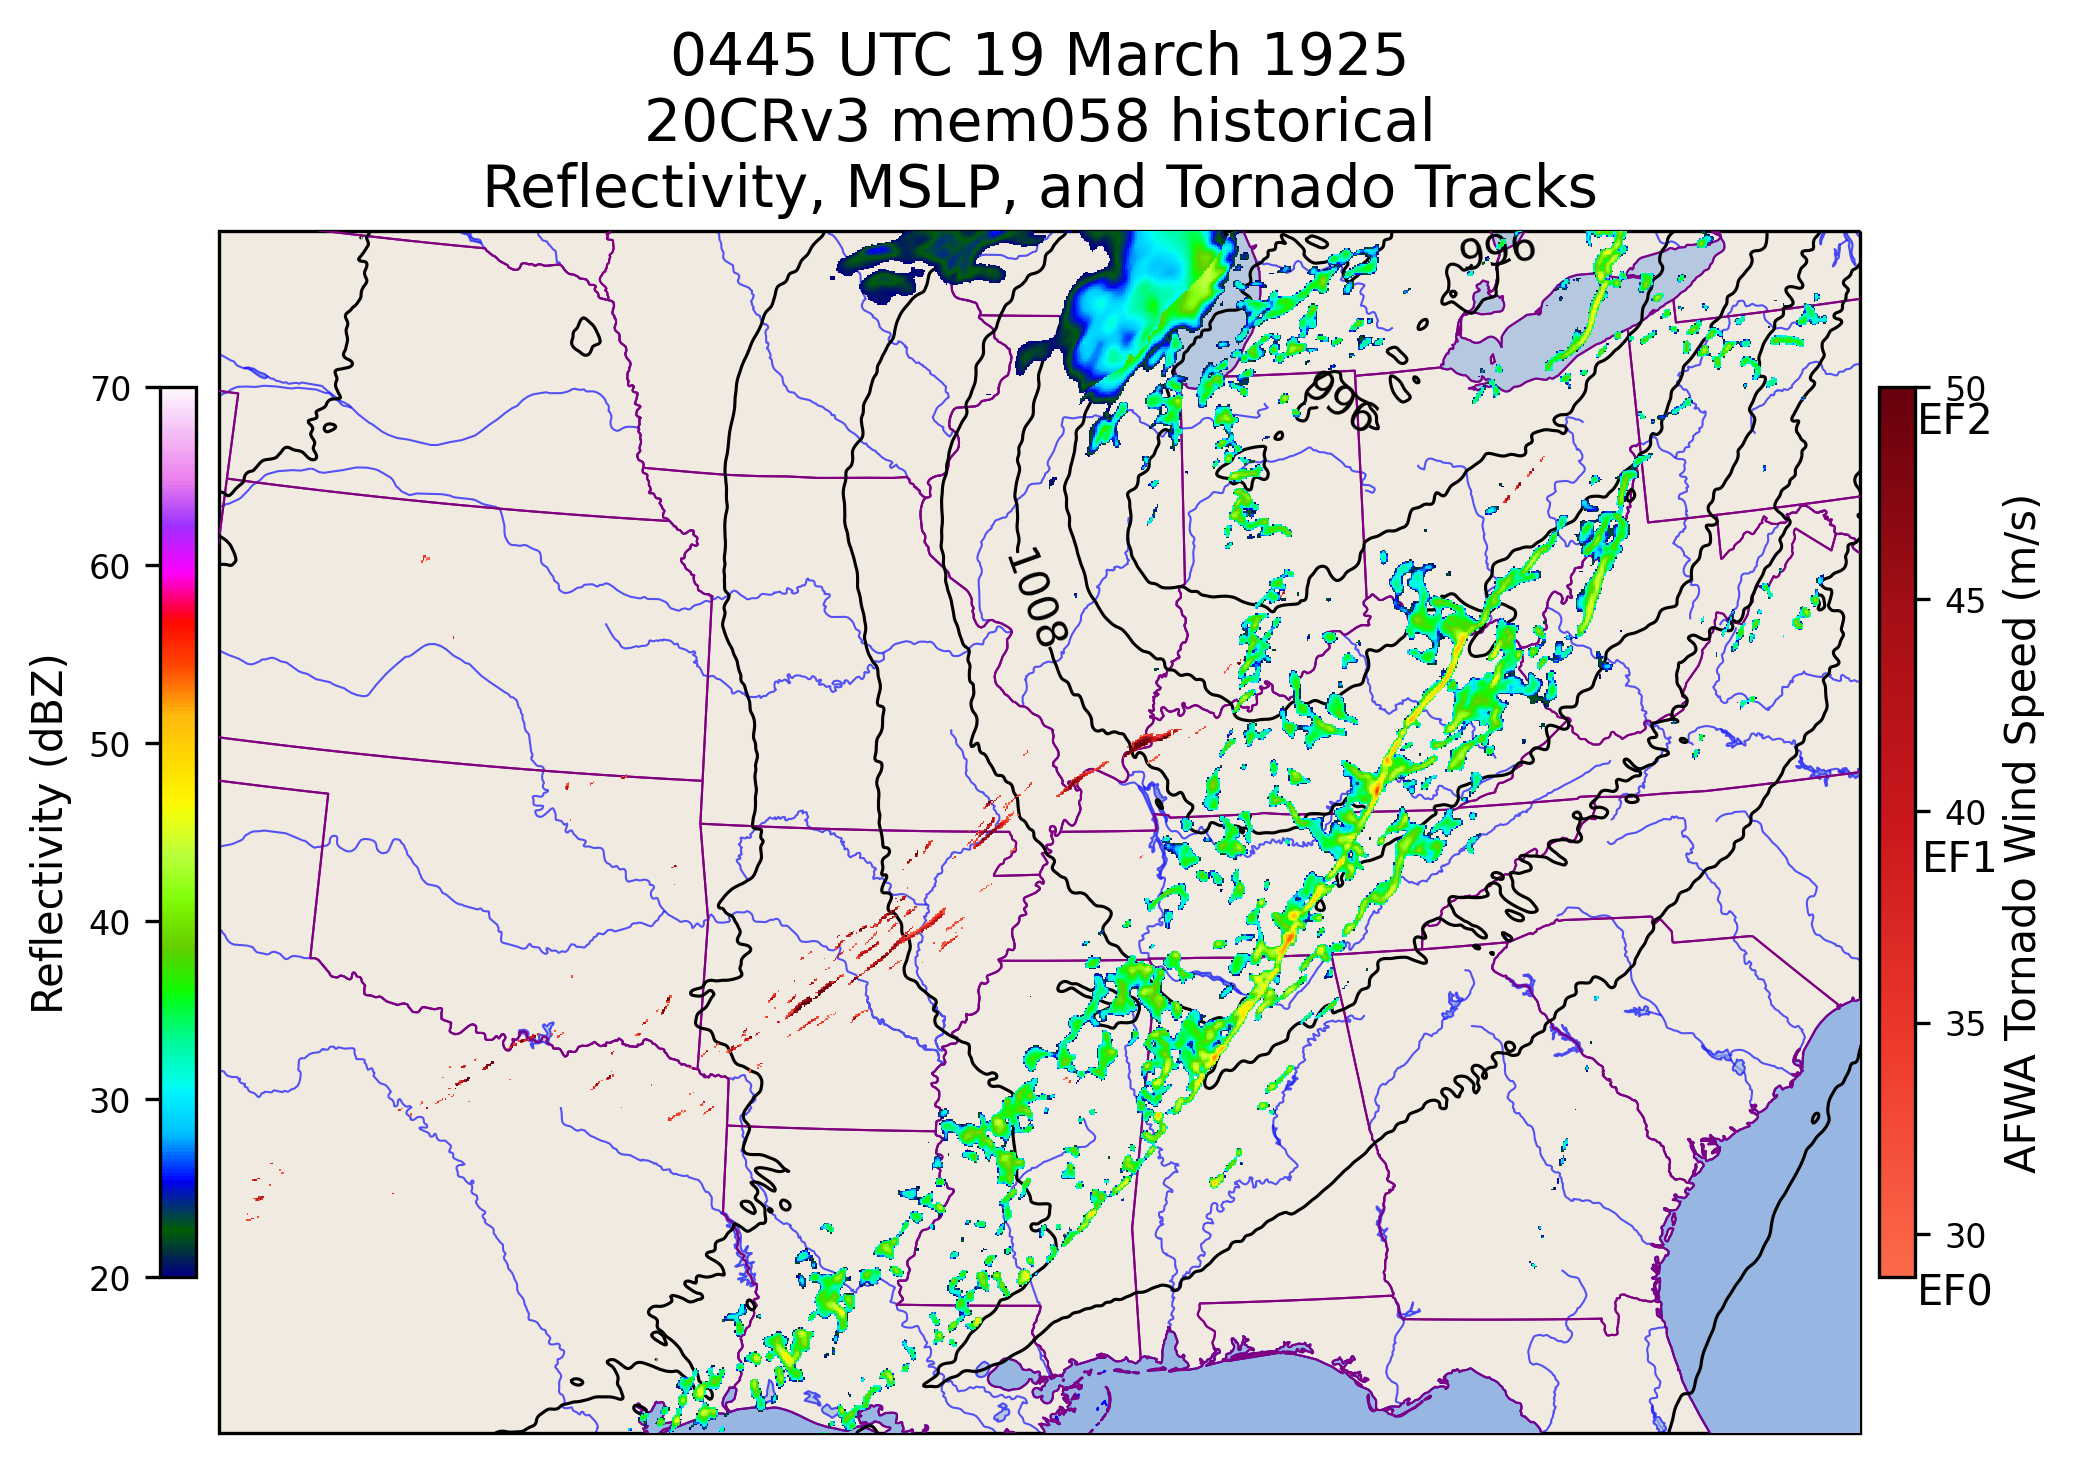 0445 UTC 19 March 1925
20CRv3 mem058 historical
Reflectivity, MSLP, and Tornado Tracks
996
996
1008
70
60
50
40
30
20
Reflectivity (dBZ)
50
EF2
45
40
EF1
35
30
EF0
AFWA Tornado Wind Speed (m/s)